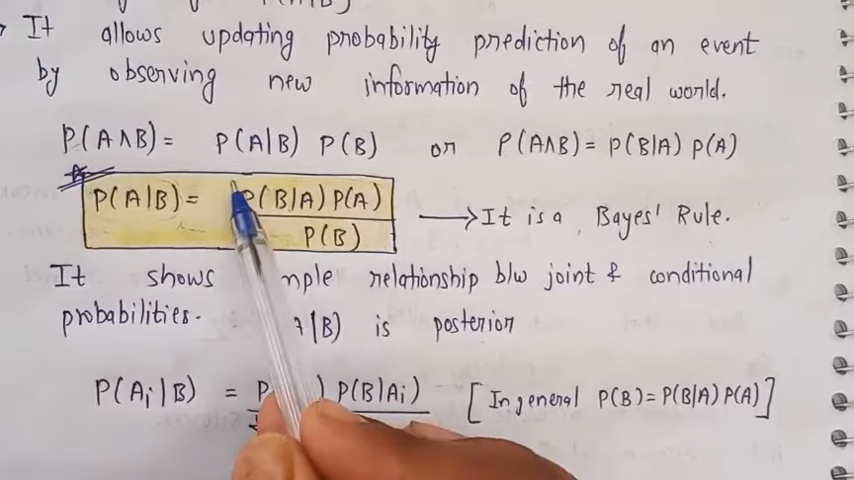 It allows updating probability prediction of an event
by observing new information of the real world.
P(A∧B) = P(A|B) P(B) or P(A∧B) = P(B|A) P(A)
P(A|B) = P(B|A) P(A) / P(B) → It is a Bayes' Rule.
It shows relationship b/w joint & conditional
probabilities. |B) is posterior
P(Ai|B) = P ) P(B|Ai) [In general P(B) = P(B|A) P(A)]